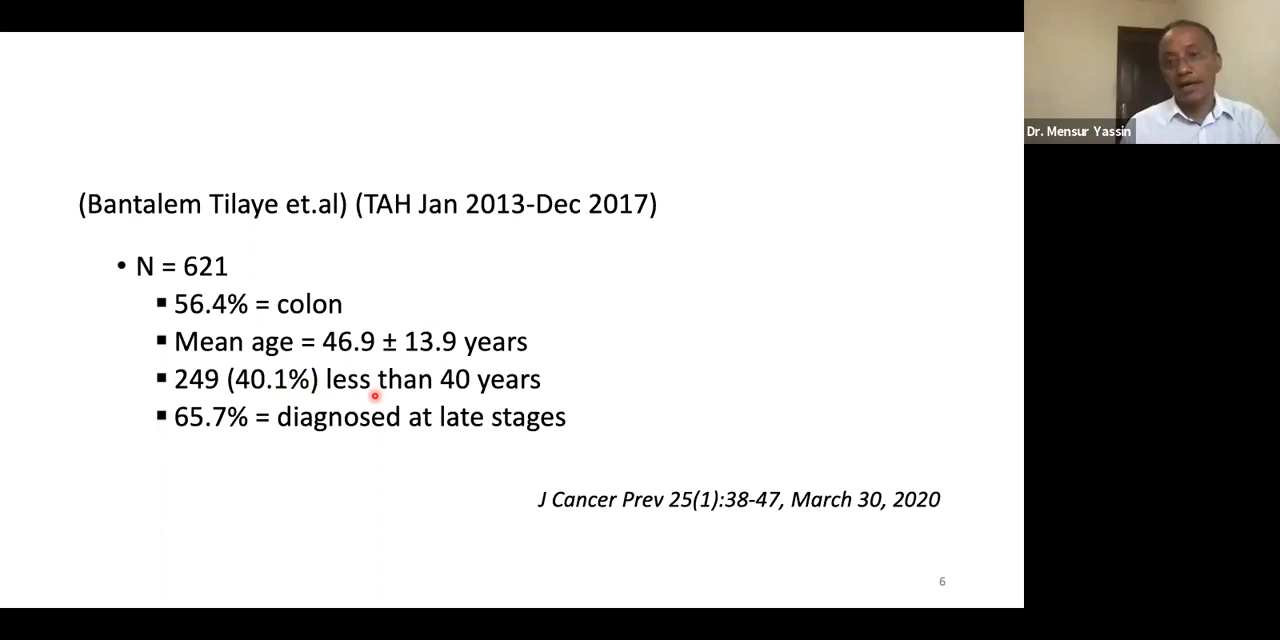 (Bantalem Tilaye et.al) (TAH Jan 2013-Dec 2017)
• N = 621
▪ 56.4% = colon
▪ Mean age = 46.9 ± 13.9 years
▪ 249 (40.1%) less than 40 years
▪ 65.7% = diagnosed at late stages
J Cancer Prev 25(1):38-47, March 30, 2020
6
Dr. Mensur Yassin